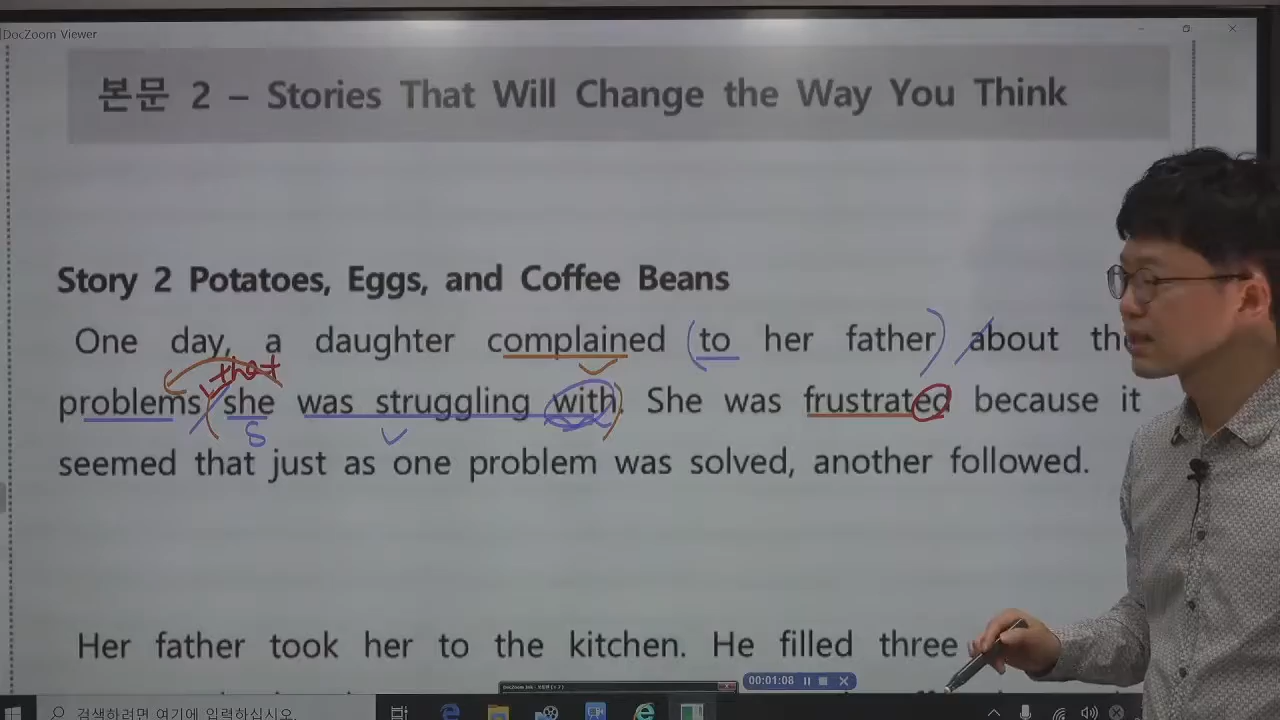 DocZoom Viewer
본문 2 – Stories That Will Change the Way You Think
Story 2 Potatoes, Eggs, and Coffee Beans
One day, a daughter complained to her father about the
that
problems she was struggling with. She was frustrated because it
S
seemed that just as one problem was solved, another followed.
Her father took her to the kitchen. He filled three
00:01:08
검색하려면 여기에 입력하십시오.